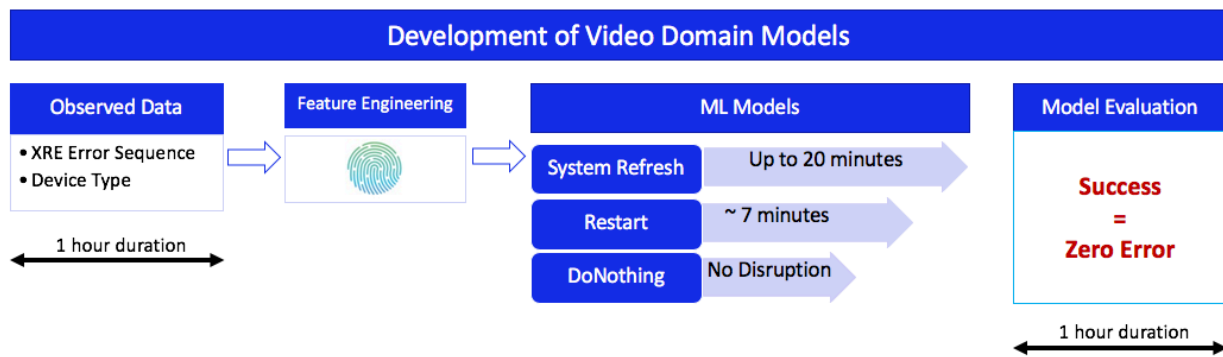 Development of Video Domain Models
Observed Data
• XRE Error Sequence
• Device Type
1 hour duration
Feature Engineering
ML Models
System Refresh
Up to 20 minutes
Restart
~ 7 minutes
DoNothing
No Disruption
Model Evaluation
Success
=
Zero Error
1 hour duration